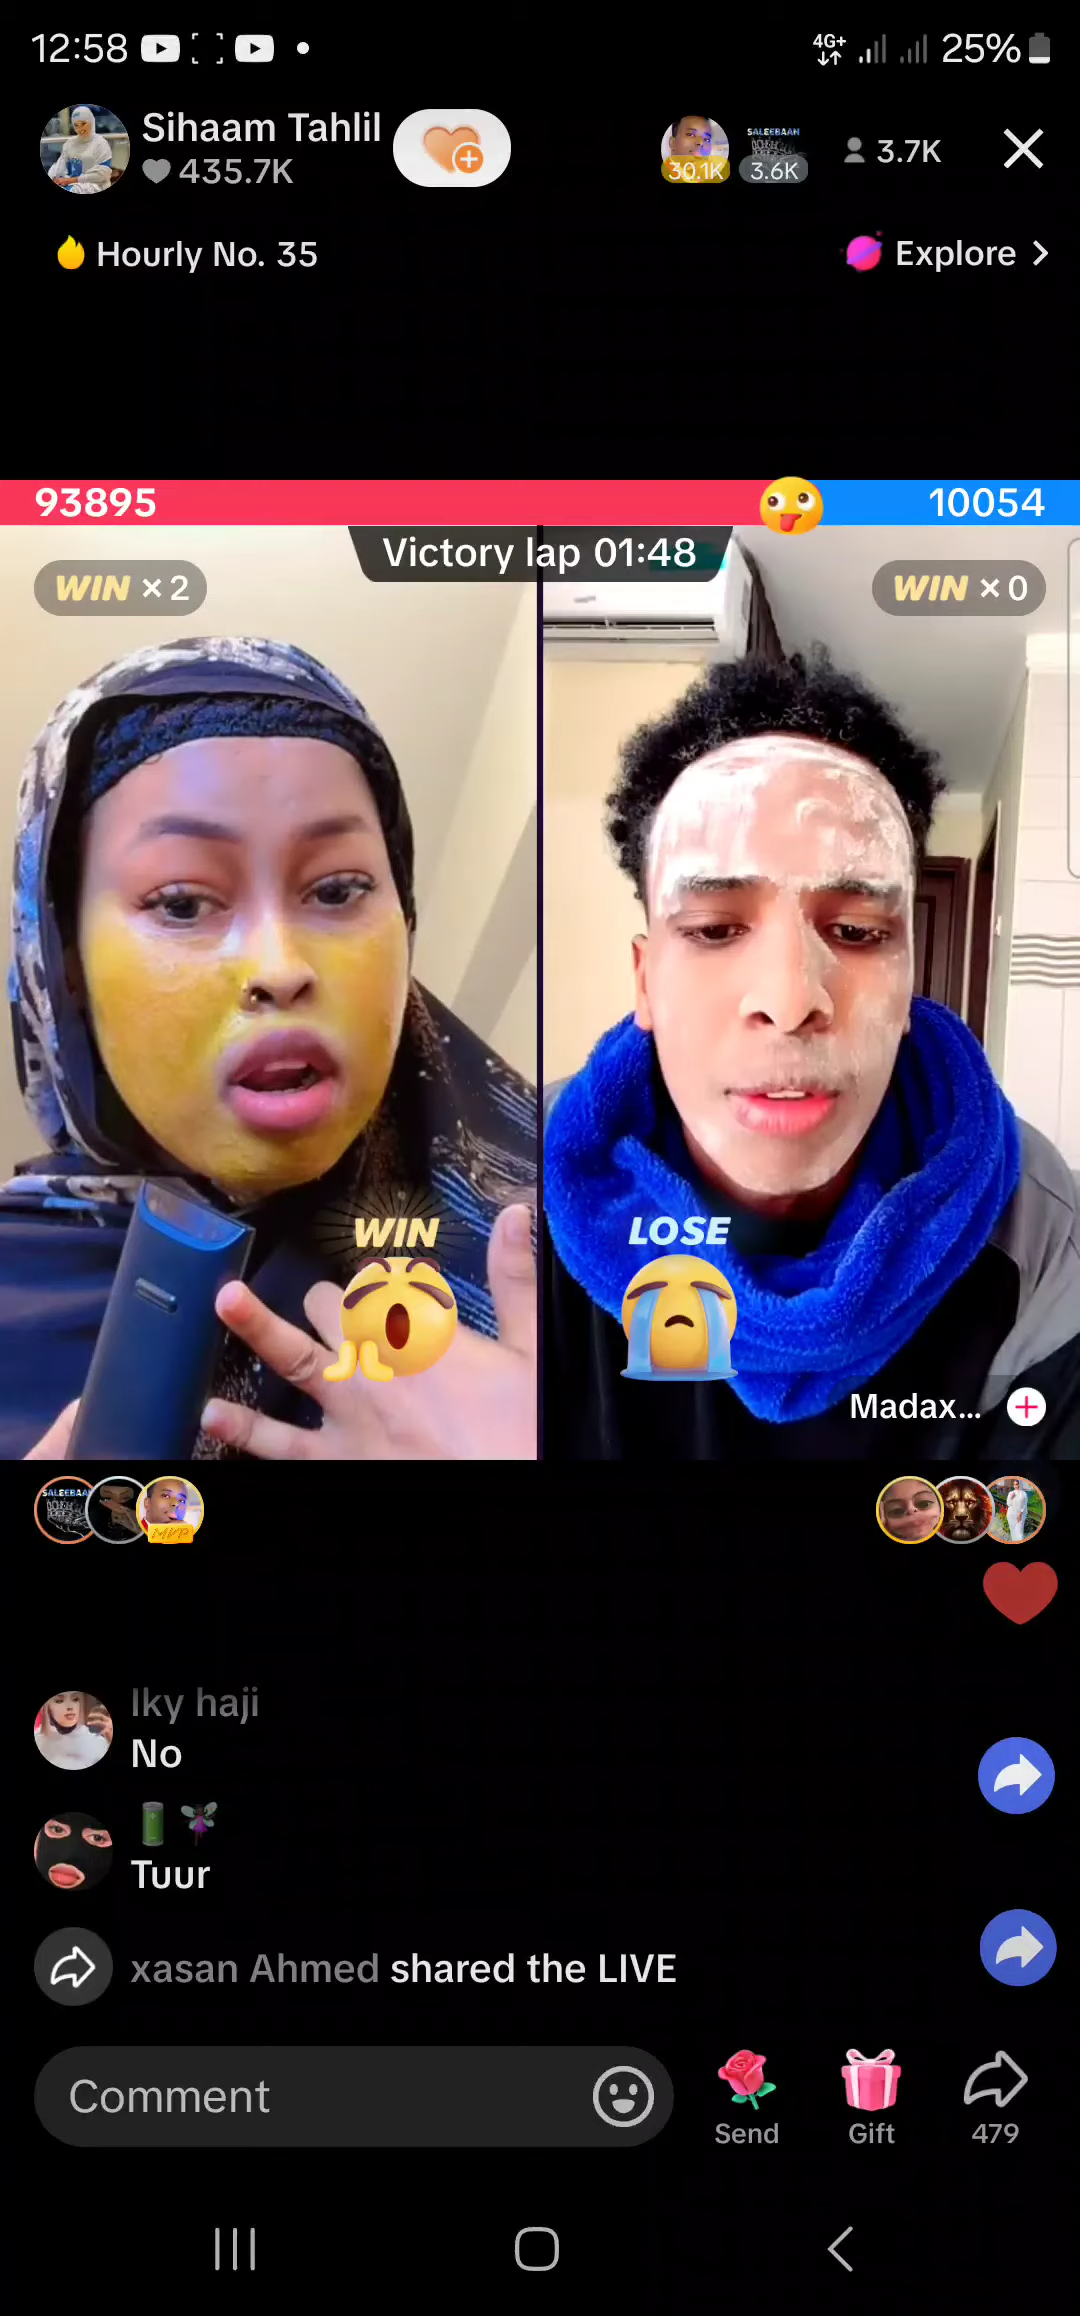 12:58
4G+
25%
Sihaam Tahlil
435.7K
30.1K
SALEEBAAN
3.6K
3.7K
Hourly No. 35
Explore
93895
10054
Victory lap 01:48
WIN ×2
WIN ×0
WIN
LOSE
Madax...
MVP
Iky haji
No
Tuur
xasan Ahmed shared the LIVE
Comment
Send
Gift
479